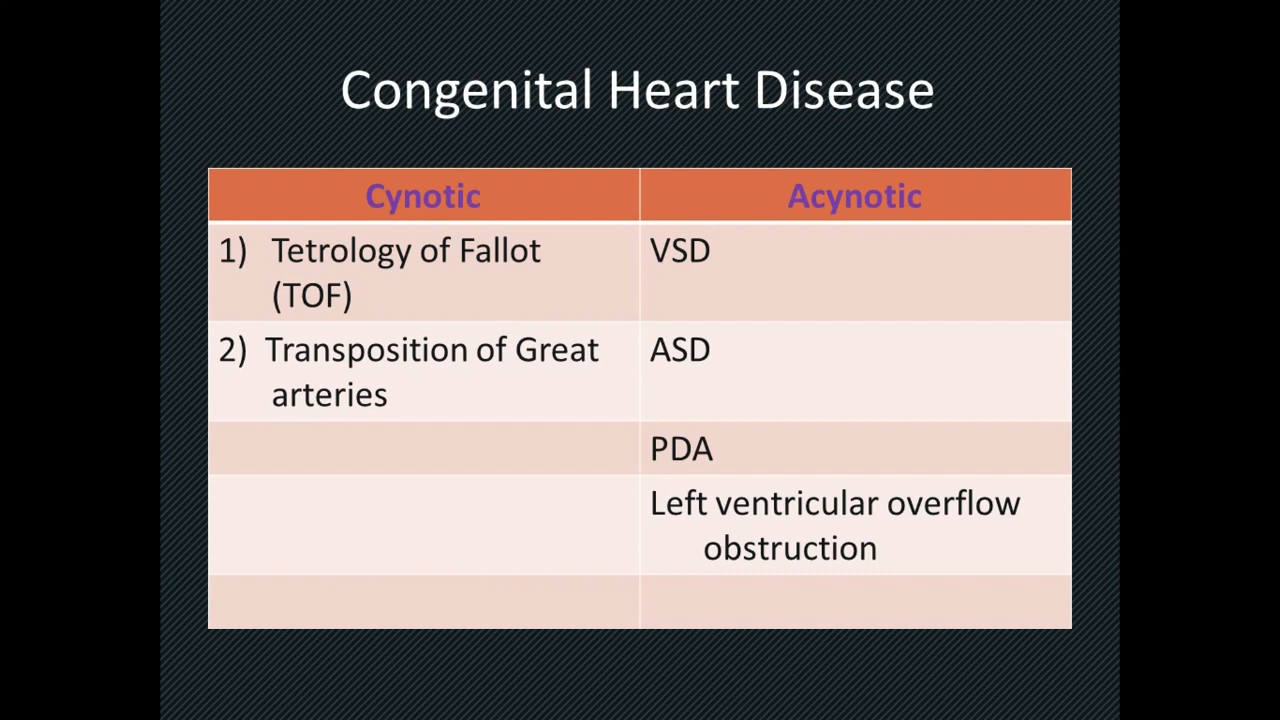 Congenital Heart Disease
Cynotic
Acynotic
1) Tetrology of Fallot
(TOF)
VSD
2) Transposition of Great
arteries
ASD
PDA
Left ventricular overflow
obstruction